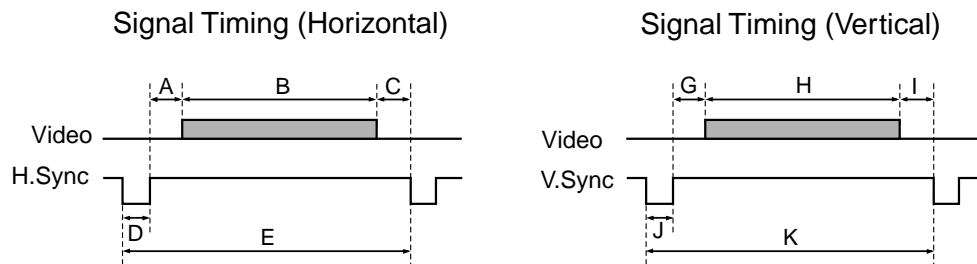 Signal Timing (Horizontal)
A B C
Video
H.Sync
D E
Signal Timing (Vertical)
G H I
Video
V.Sync
J K